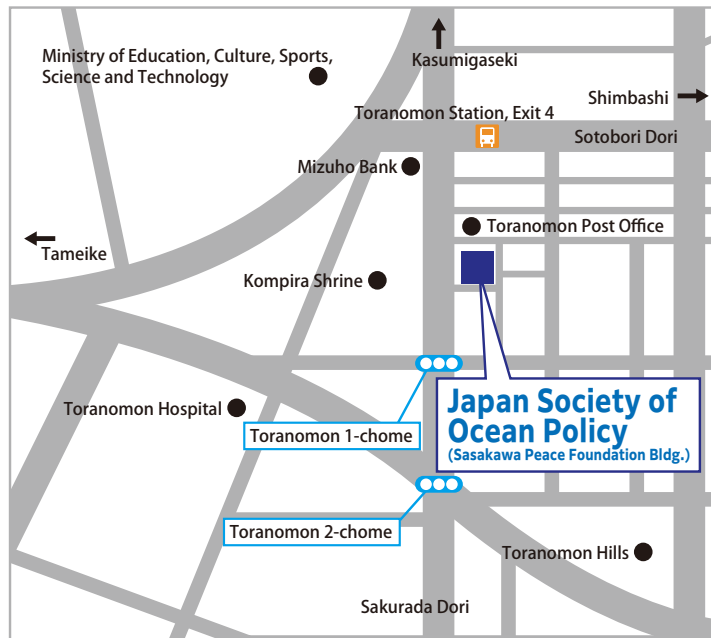 Ministry of Education, Culture, Sports,
Science and Technology
Kasumigaseki
Shimbashi
Toranomon Station, Exit 4
Sotobori Dori
Mizuho Bank
Toranomon Post Office
Tameike
Kompira Shrine
Japan Society of
Ocean Policy
(Sasakawa Peace Foundation Bldg.)
Toranomon Hospital
Toranomon 1-chome
Toranomon 2-chome
Toranomon Hills
Sakurada Dori